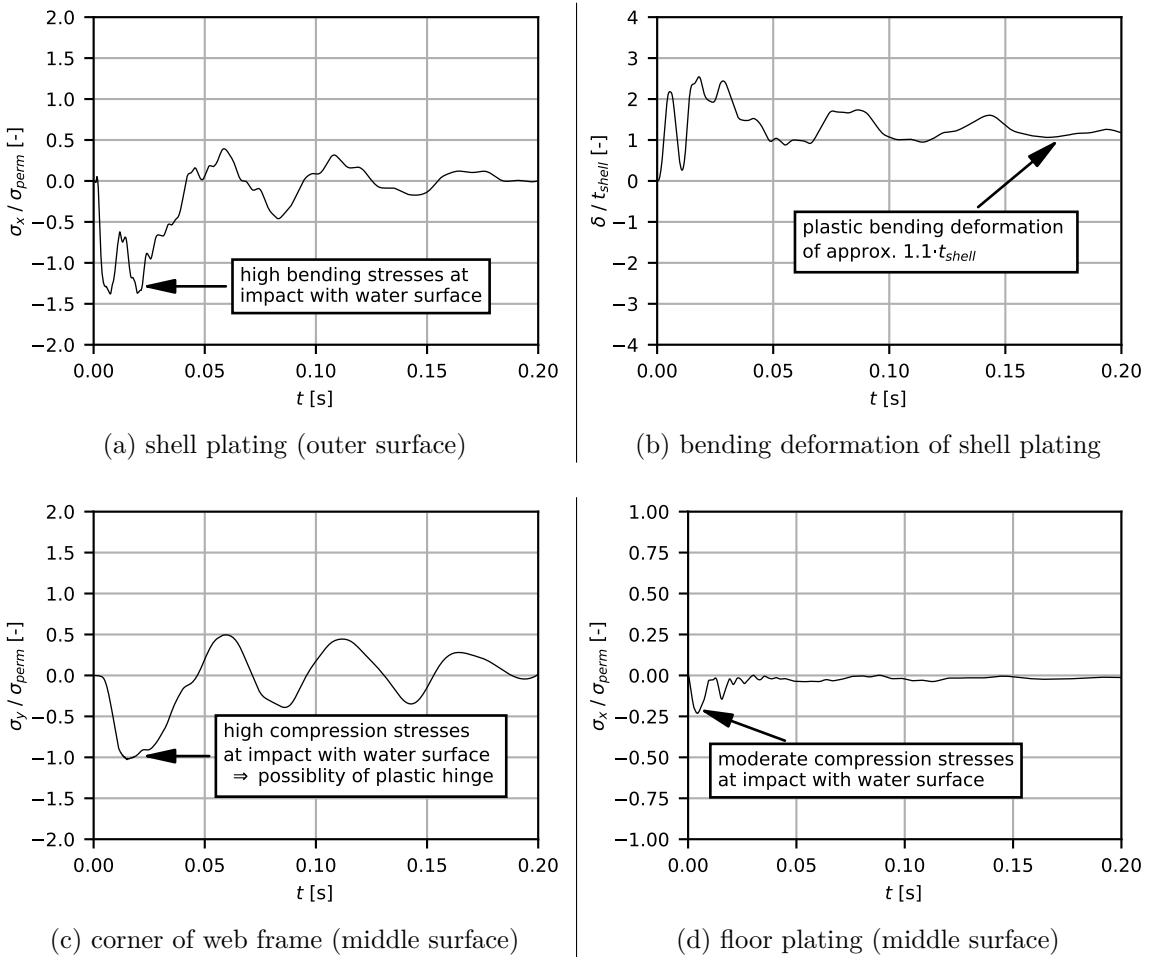 2.0
1.5
1.0
0.5
0.0
−0.5
−1.0
−1.5
−2.0
σx / σperm [-]
high bending stresses at
impact with water surface
0.00 0.05 0.10 0.15 0.20
t [s]
(a) shell plating (outer surface)
4
3
2
1
0
−1
−2
−3
−4
δ / tshell [-]
plastic bending deformation
of approx. 1.1·tshell
0.00 0.05 0.10 0.15 0.20
t [s]
(b) bending deformation of shell plating
2.0
1.5
1.0
0.5
0.0
−0.5
−1.0
−1.5
−2.0
σy / σperm [-]
high compression stresses
at impact with water surface
⇒ possiblity of plastic hinge
0.00 0.05 0.10 0.15 0.20
t [s]
(c) corner of web frame (middle surface)
1.00
0.75
0.50
0.25
0.00
−0.25
−0.50
−0.75
−1.00
σx / σperm [-]
moderate compression stresses
at impact with water surface
0.00 0.05 0.10 0.15 0.20
t [s]
(d) floor plating (middle surface)